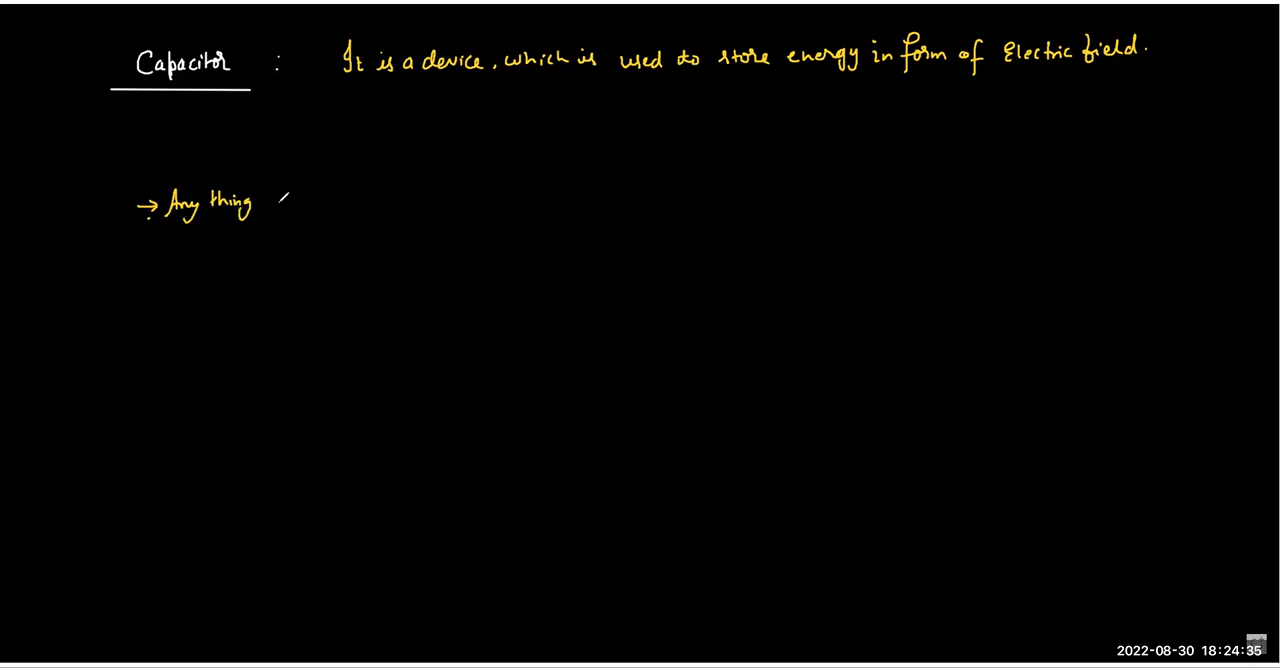 Capacitor : It is a device, which is used to store energy in form of Electric field.
→ Any thing
2022-08-30 18:24:35